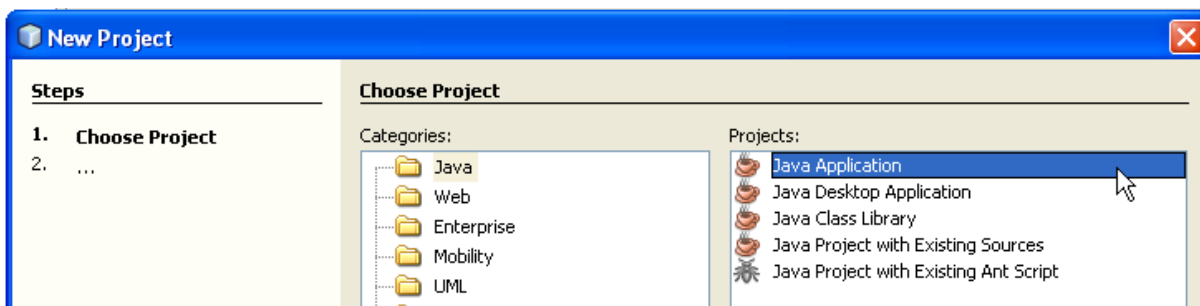 New Project
Steps
1. Choose Project
2. ...
Choose Project
Categories:
Java
Web
Enterprise
Mobility
UML
Projects:
Java Application
Java Desktop Application
Java Class Library
Java Project with Existing Sources
Java Project with Existing Ant Script